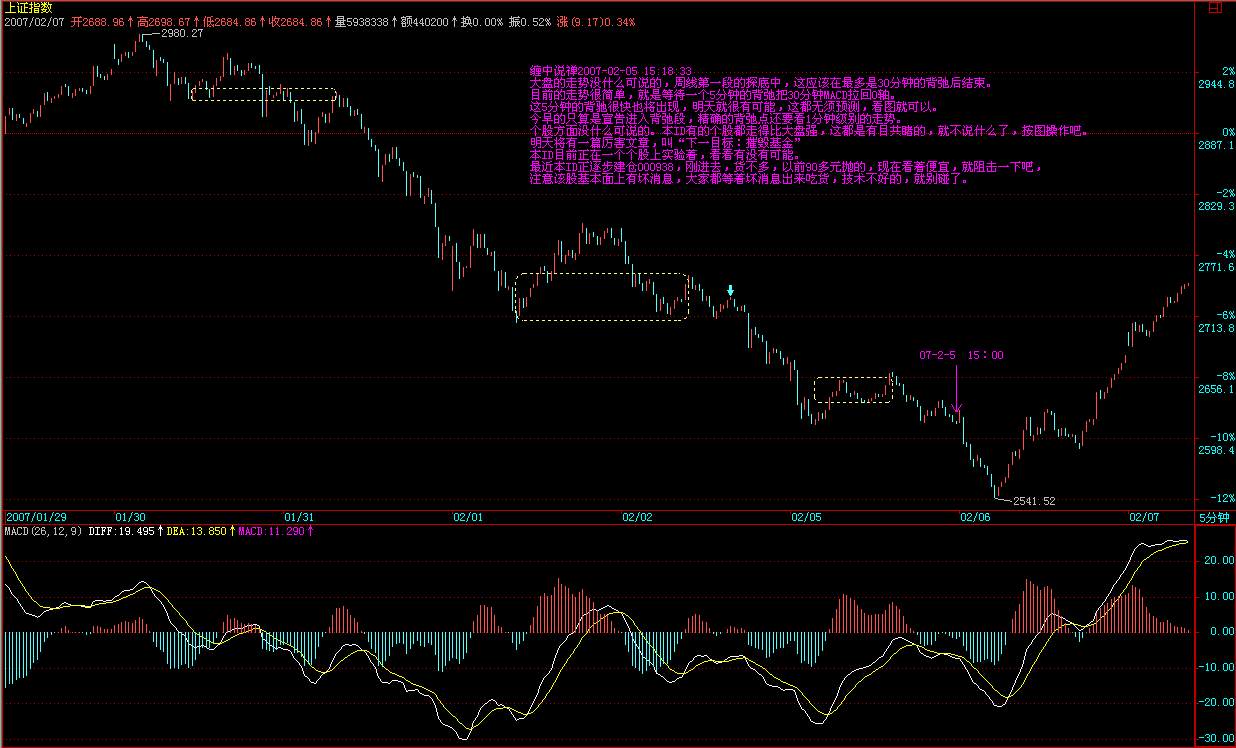 上证指数
2007/02/07 开2688.96↑高2698.67↑低2684.86↑收2684.86↑量5938338↑额440200↑换0.00% 振0.52% 涨(9.17)0.34%
2980.27
缠中说禅2007-02-05 15:18:33
大盘的走势没什么可说的，周线第一段的探底中，这应该在最多是30分钟的背弛后结束。
目前的走势很简单，就是等待一个5分钟的背弛把30分钟MACD拉回0轴。
这5分钟的背弛很快也将出现，明天就很有可能，这都无须预测，看图就可以。
今早的只算是宣告进入背弛段，精确的背弛点还要看1分钟级别的走势。
个股方面没什么可说的。本ID有的个股都走得比大盘强，这都是有目共睹的，就不说什么了，按图操作吧。
明天将有一篇厉害文章，叫“下一目标：摧毁基金”
本ID目前正在一个个股上实验着，看看有没有可能。
最近本ID正逐步建仓000938，刚进去，货不多，以前90多元抛的，现在看着便宜，就阻击一下吧，
注意该股基本面上有坏消息，大家都等着坏消息出来吃货，技术不好的，就别碰了。
2%
2944.8
0%
2887.1
-2%
2829.3
-4%
2771.6
-6%
2713.8
07-2-5 15：00
-8%
2656.1
-10%
2598.4
-12%
2541.52
2007/01/29 01/30 01/31 02/01 02/02 02/05 02/06 02/07 5分钟
MACD(26,12,9) DIFF:19.495↑DEA:13.850↑MACD:11.290↑
20.00
10.00
0.00
-10.00
-20.00
-30.00